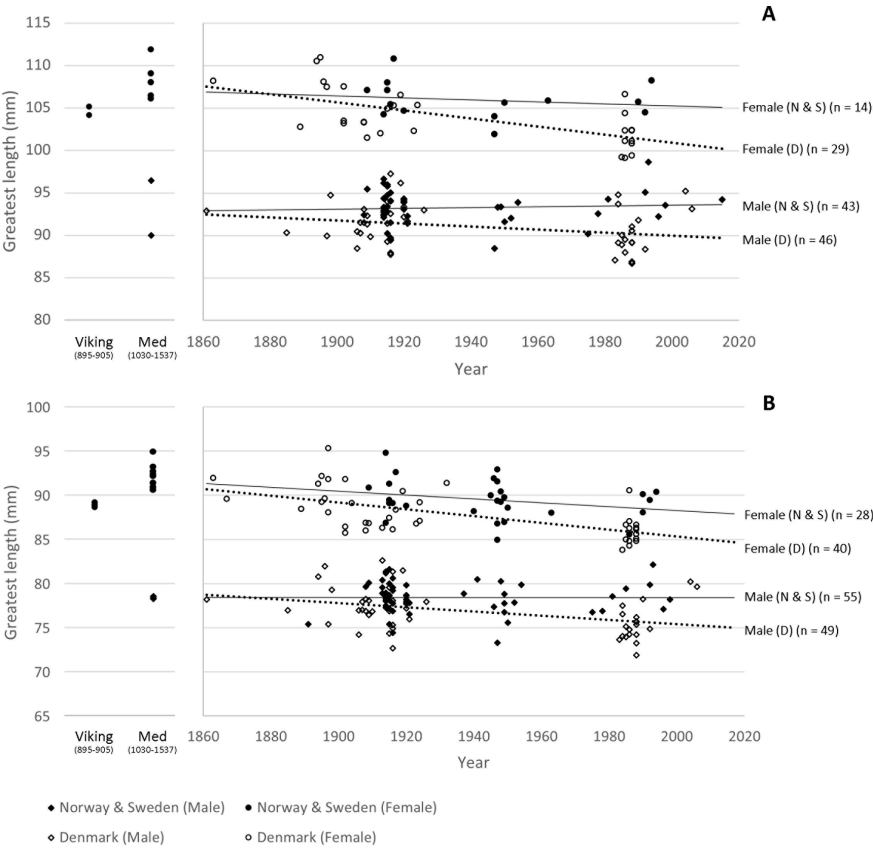 A
115
110
105
100
95
90
85
80
Greatest length (mm)
Viking
(895-905)
Med
(1030-1537)
1860 1880 1900 1920 1940 1960 1980 2000 2020
Year
Female (N & S) (n = 14)
Female (D) (n = 29)
Male (N & S) (n = 43)
Male (D) (n = 46)
B
100
95
90
85
80
75
70
65
Greatest length (mm)
Viking
(895-905)
Med
(1030-1537)
1860 1880 1900 1920 1940 1960 1980 2000 2020
Year
Female (N & S) (n = 28)
Female (D) (n = 40)
Male (N & S) (n = 55)
Male (D) (n = 49)
Norway & Sweden (Male) Norway & Sweden (Female)
Denmark (Male) Denmark (Female)